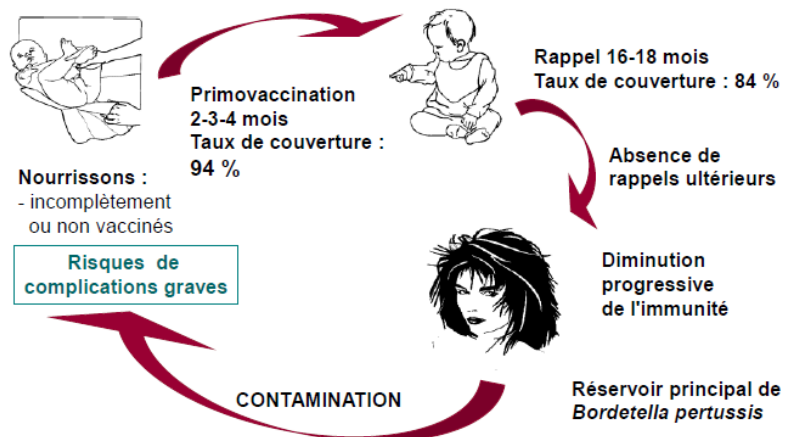 Primovaccination
2-3-4 mois
Taux de couverture :
94 %
Rappel 16-18 mois
Taux de couverture : 84 %
Absence de
rappels ultérieurs
Diminution
progressive
de l'immunité
Réservoir principal de
Bordetella pertussis
CONTAMINATION
Nourrissons :
- incomplètement
ou non vaccinés
Risques de
complications graves